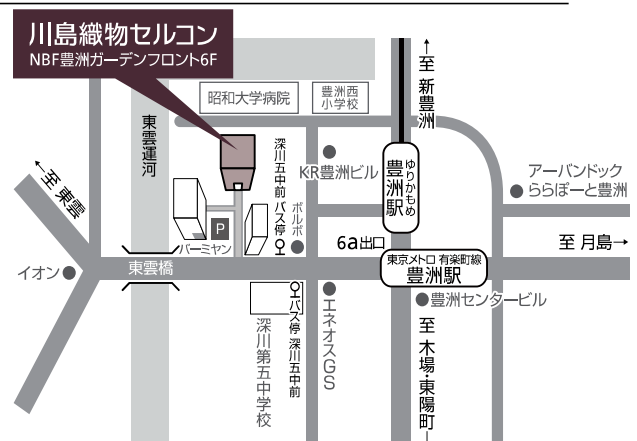 川島織物セルコン
NBF豊洲ガーデンフロント6F
昭和大学病院
豊洲西
小学校
←至 新豊洲
東雲運河
深川五中前 バス停
ボルボ
KR豊洲ビル
ゆりかもめ
豊洲駅
アーバンドック
ららぽーと豊洲
←至 東雲
P
バーミヤン
6a出口
至 月島→
イオン
東雲橋
東京メトロ 有楽町線
豊洲駅
豊洲センタービル
深川第五中学校
バス停 深川五中前
エネオスGS
至 木場・東陽町→